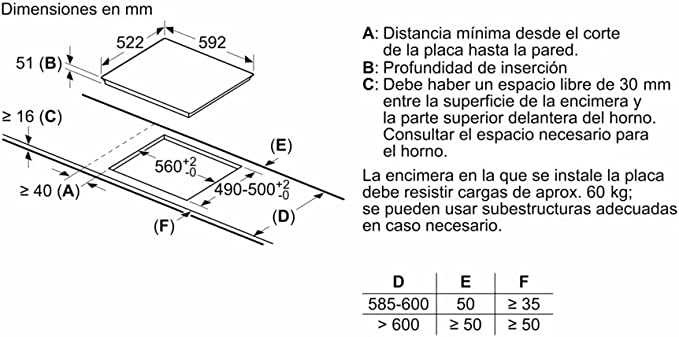 Dimensiones en mm
522
592
51 (B)
≥ 16 (C)
(E)
560 +2 -0
490-500 +2 -0
≥ 40 (A)
(D)
(F)
A: Distancia mínima desde el corte
de la placa hasta la pared.
B: Profundidad de inserción
C: Debe haber un espacio libre de 30 mm
entre la superficie de la encimera y
la parte superior delantera del horno.
Consultar el espacio necesario para
el horno.
La encimera en la que se instale la placa
debe resistir cargas de aprox. 60 kg;
se pueden usar subestructuras adecuadas
en caso necesario.
D E F
585-600 50 ≥ 35
> 600 ≥ 50 ≥ 50